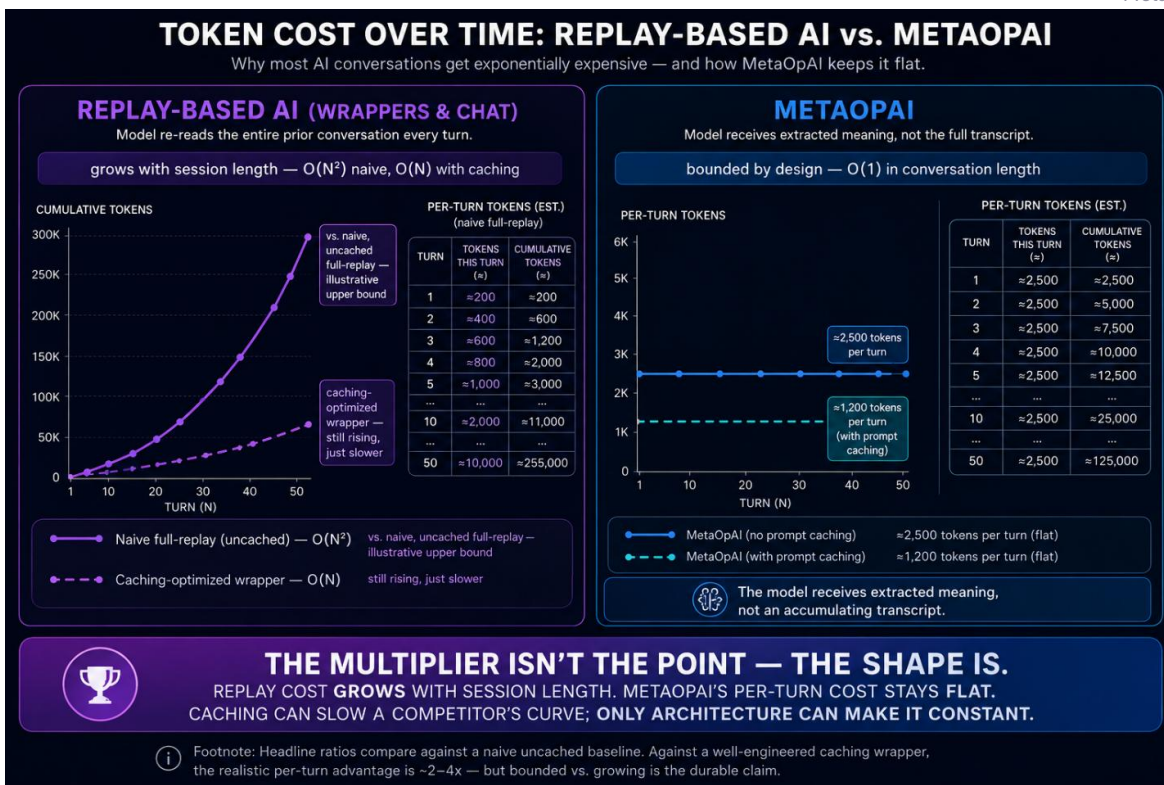 TOKEN COST OVER TIME: REPLAY-BASED AI vs. METAOPAI
Why most AI conversations get exponentially expensive — and how MetaOpAI keeps it flat.
REPLAY-BASED AI (WRAPPERS & CHAT)
Model re-reads the entire prior conversation every turn.
grows with session length — O(N²) naive, O(N) with caching
CUMULATIVE TOKENS
300K
250K
200K
150K
100K
50K
0
1 10 20 30 40 50
TURN (N)
vs. naive,
uncached
full-replay —
illustrative
upper bound
caching-
optimized
wrapper —
still rising,
just slower
PER-TURN TOKENS (EST.)
(naive full-replay)
TURN TOKENS THIS TURN (≈) CUMULATIVE TOKENS (≈)
1 ≈200 ≈200
2 ≈400 ≈600
3 ≈600 ≈1,200
4 ≈800 ≈2,000
5 ≈1,000 ≈3,000
... ... ...
10 ≈2,000 ≈11,000
... ... ...
50 ≈10,000 ≈255,000
Naive full-replay (uncached) — O(N²) vs. naive, uncached full-replay —
illustrative upper bound
Caching-optimized wrapper — O(N) still rising, just slower
METAOPAI
Model receives extracted meaning, not the full transcript.
bounded by design — O(1) in conversation length
PER-TURN TOKENS
6K
5K
4K
3K
2K
1K
0
1 10 20 30 40 50
TURN (N)
≈2,500 tokens
per turn
≈1,200 tokens
per turn
(with prompt
caching)
PER-TURN TOKENS (EST.)
TURN TOKENS THIS TURN (≈) CUMULATIVE TOKENS (≈)
1 ≈2,500 ≈2,500
2 ≈2,500 ≈5,000
3 ≈2,500 ≈7,500
4 ≈2,500 ≈10,000
5 ≈2,500 ≈12,500
... ... ...
10 ≈2,500 ≈25,000
... ... ...
50 ≈2,500 ≈125,000
MetaOpAI (no prompt caching) ≈2,500 tokens per turn (flat)
MetaOpAI (with prompt caching) ≈1,200 tokens per turn (flat)
The model receives extracted meaning,
not an accumulating transcript.
THE MULTIPLIER ISN'T THE POINT — THE SHAPE IS.
REPLAY COST GROWS WITH SESSION LENGTH. METAOPAI'S PER-TURN COST STAYS FLAT.
CACHING CAN SLOW A COMPETITOR'S CURVE; ONLY ARCHITECTURE CAN MAKE IT CONSTANT.
Footnote: Headline ratios compare against a naive uncached baseline. Against a well-engineered caching wrapper,
the realistic per-turn advantage is ~2–4x — but bounded vs. growing is the durable claim.